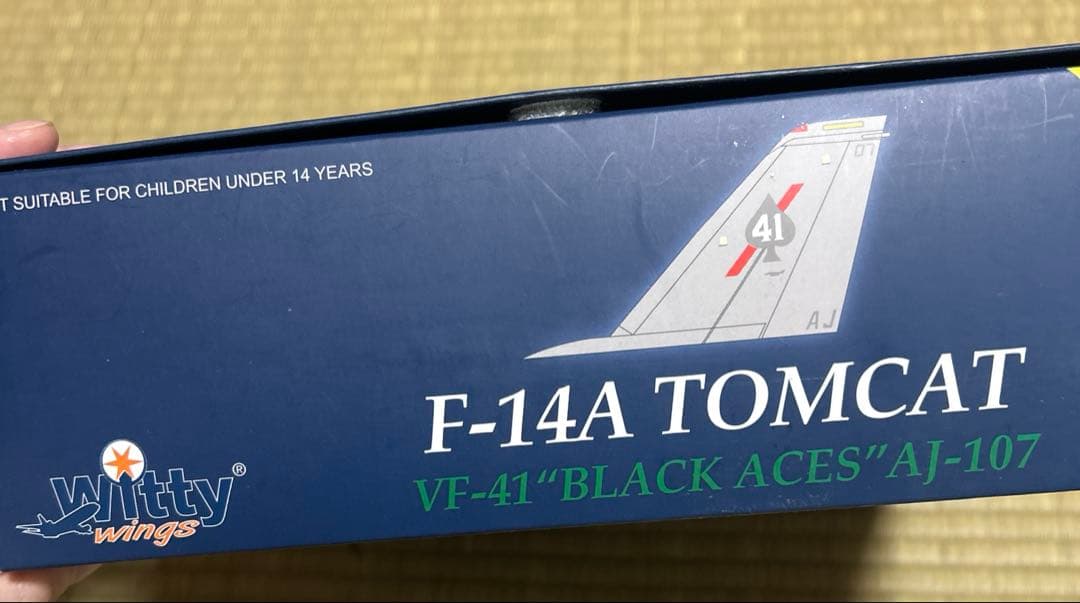 T SUITABLE FOR CHILDREN UNDER 14 YEARS
07
41
AJ
F-14A TOMCAT
VF-41“BLACK ACES”AJ-107
Witty®
wings